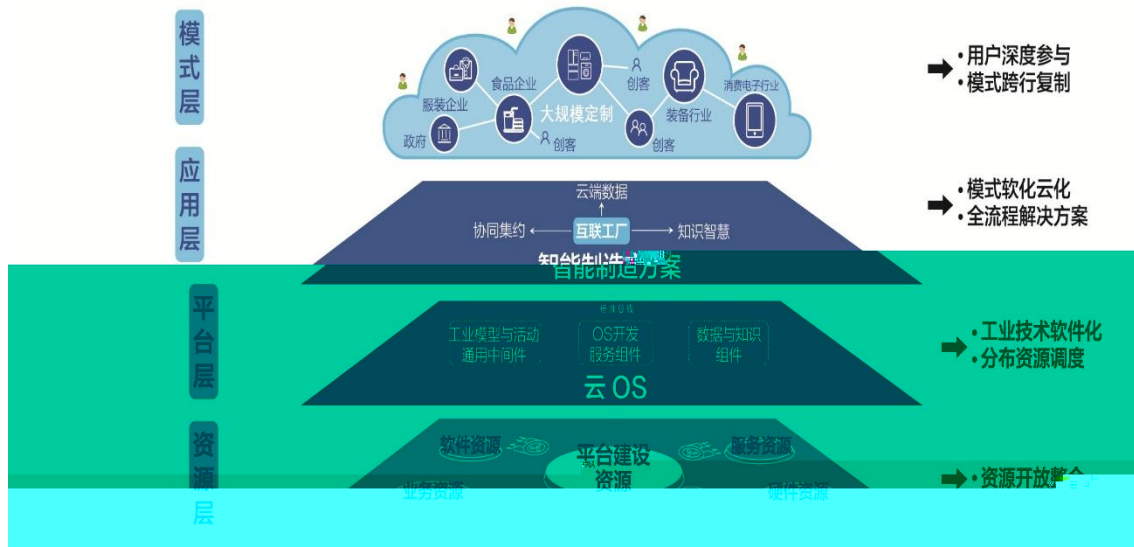 模式层
服装企业
食品企业
政府
大规模定制
创客
创客
创客
装备行业
消费电子行业
• 用户深度参与
• 模式跨行复制
应用层
云端数据
协同集约
互联工厂
知识智慧
智能制造方案
• 模式软化云化
• 全流程解决方案
平台层
工业模型与活动
通用中间件
OS开发
服务组件
数据与知识
组件
云 OS
• 工业技术软件化
• 分布资源调度
资源层
软件资源
平台建设
资源
服务资源
业务资源
硬件资源
• 资源开放整合